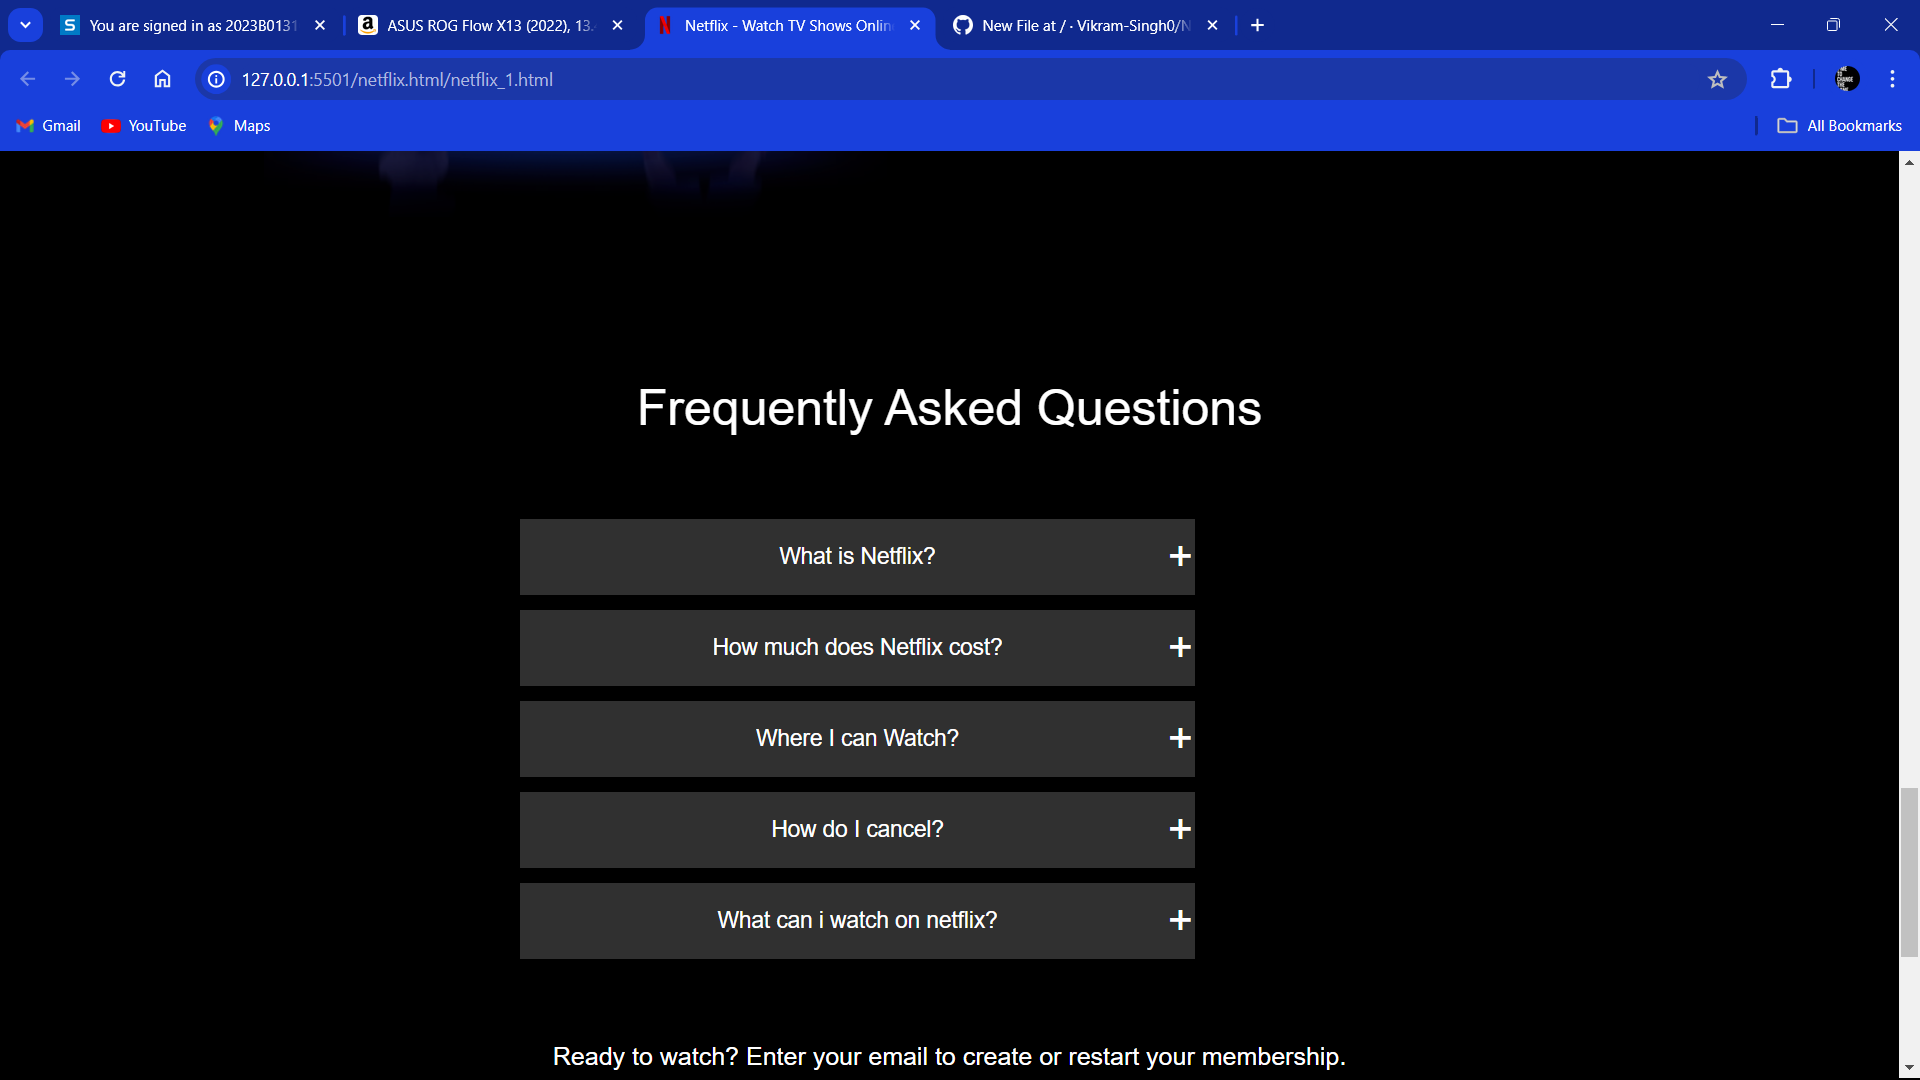 You are signed in as 2023B0131
ASUS ROG Flow X13 (2022), 13.
Netflix - Watch TV Shows Onlin
New File at / · Vikram-Singh0/N
127.0.0.1:5501/netflix.html/netflix_1.html
Gmail
YouTube
Maps
All Bookmarks
Frequently Asked Questions
What is Netflix? +
How much does Netflix cost? +
Where I can Watch? +
How do I cancel? +
What can i watch on netflix? +
Ready to watch? Enter your email to create or restart your membership.